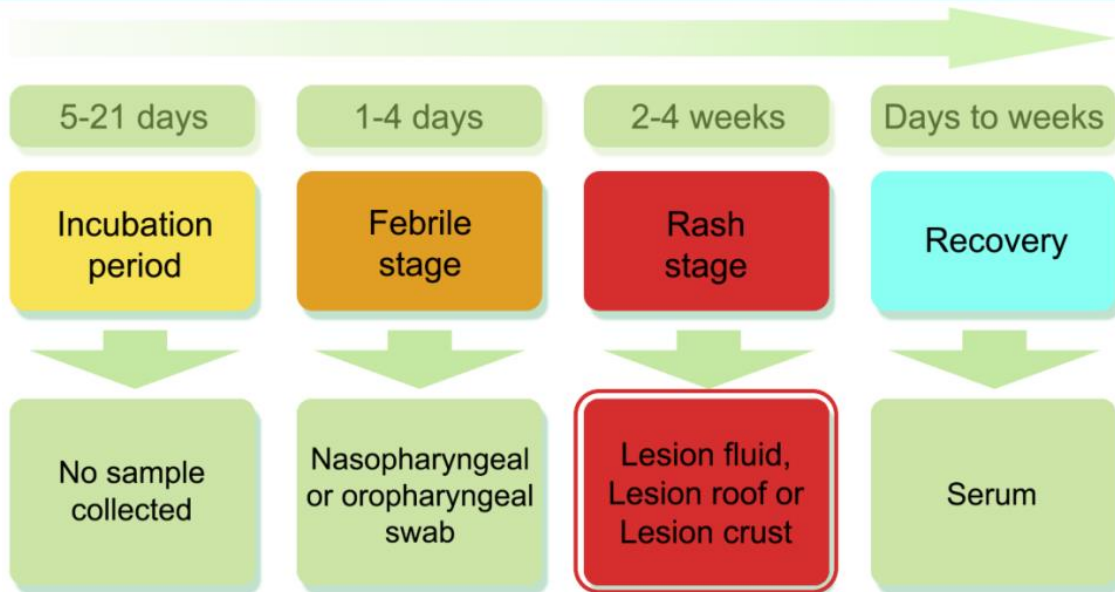 5-21 days
1-4 days
2-4 weeks
Days to weeks
Incubation
period
Febrile
stage
Rash
stage
Recovery
No sample
collected
Nasopharyngeal
or oropharyngeal
swab
Lesion fluid,
Lesion roof or
Lesion crust
Serum